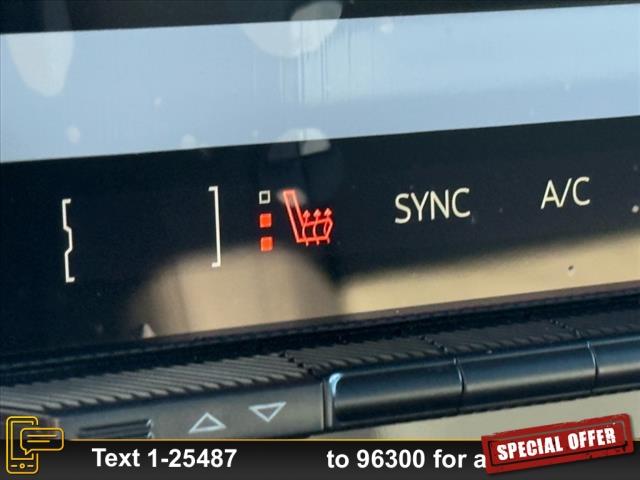 SYNC A/C
Text 1-25487 to 96300 for a
SPECIAL OFFER